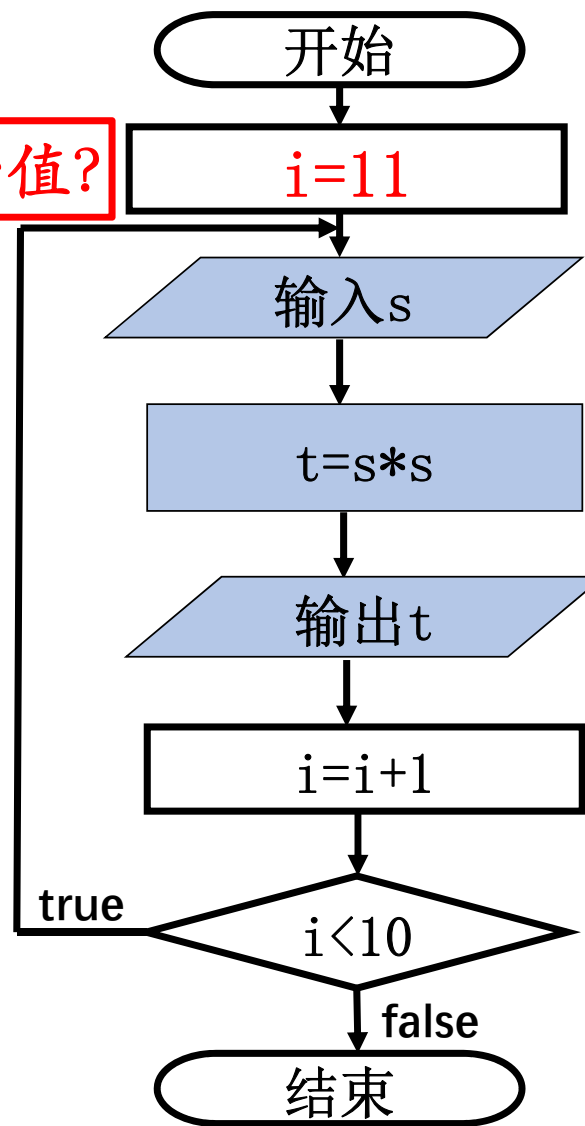 开始
值?
i=11
输入s
t=s*s
输出t
i=i+1
true
i<10
false
结束